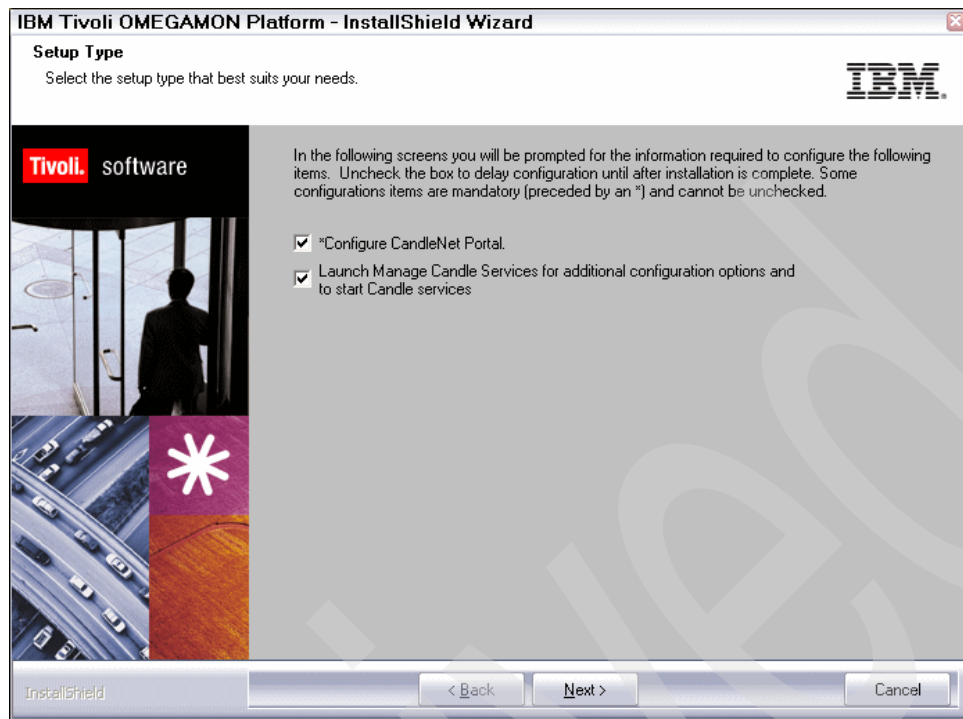 IBM Tivoli OMEGAMON Platform - InstallShield Wizard
Setup Type
Select the setup type that best suits your needs.
IBM.
Tivoli. software
In the following screens you will be prompted for the information required to configure the following
items. Uncheck the box to delay configuration until after installation is complete. Some
configurations items are mandatory (preceded by an *) and cannot be unchecked.
*Configure CandleNet Portal.
Launch Manage Candle Services for additional configuration options and
to start Candle services
InstallShield
< Back
Next >
Cancel